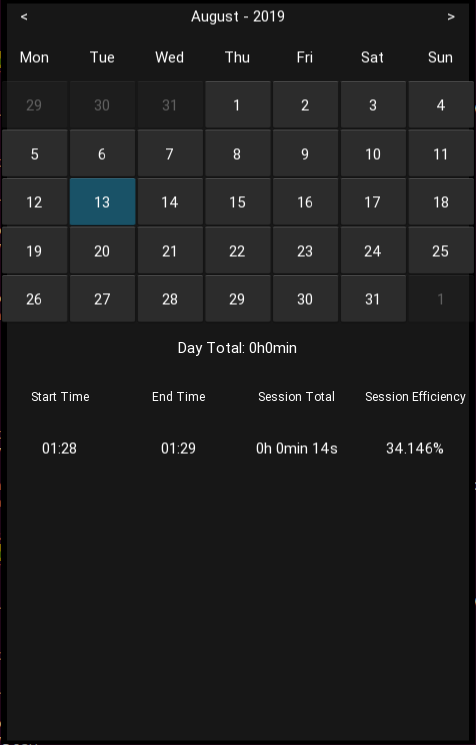 < August - 2019 >
Mon Tue Wed Thu Fri Sat Sun
29 30 31 1 2 3 4
5 6 7 8 9 10 11
12 13 14 15 16 17 18
19 20 21 22 23 24 25
26 27 28 29 30 31 1
Day Total: 0h0min
Start Time End Time Session Total Session Efficiency
01:28 01:29 0h 0min 14s 34.146%